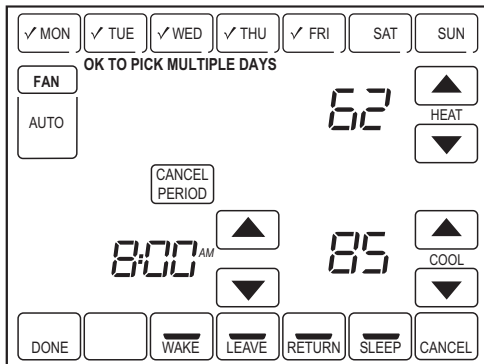 ✓ MON ✓ TUE ✓ WED ✓ THU ✓ FRI SAT SUN
OK TO PICK MULTIPLE DAYS
FAN
AUTO
62
HEAT
CANCEL
PERIOD
8:00 AM
85
COOL
DONE WAKE LEAVE RETURN SLEEP CANCEL